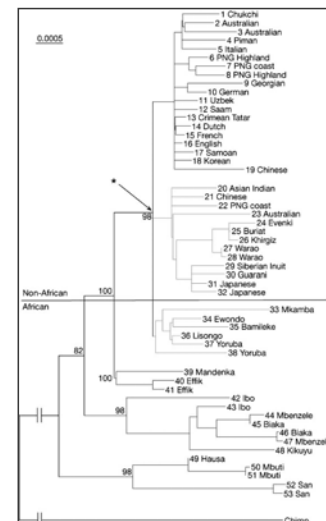 0.0005
1 Chukchi
2 Australian
3 Australian
4 Piman
5 Italian
6 PNG Highland
7 PNG coast
8 PNG Highland
9 Georgian
10 German
11 Uzbek
12 Saam
13 Crimean Tatar
14 Dutch
15 French
16 English
17 Samoan
18 Korean
19 Chinese
*
98
20 Asian Indian
21 Chinese
22 PNG coast
23 Australian
24 Evenki
25 Buriat
26 Khirgiz
27 Warao
28 Warao
29 Siberian Inuit
30 Guarani
31 Japanese
32 Japanese
100
Non-African
African
33 Mkamba
34 Ewondo
35 Bamileke
36 Lisongo
37 Yoruba
38 Yoruba
82
100
39 Mandenka
40 Effik
41 Effik
98
42 Ibo
43 Ibo
44 Mbenzele
45 Biaka
46 Biaka
47 Mbenzele
48 Kikuyu
98
49 Hausa
50 Mbuti
51 Mbuti
52 San
53 San
Chimp